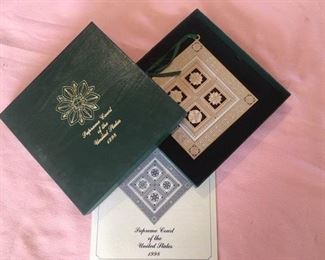 Supreme Court
of the
United States
1998
Supreme Court
of the
United States
1998